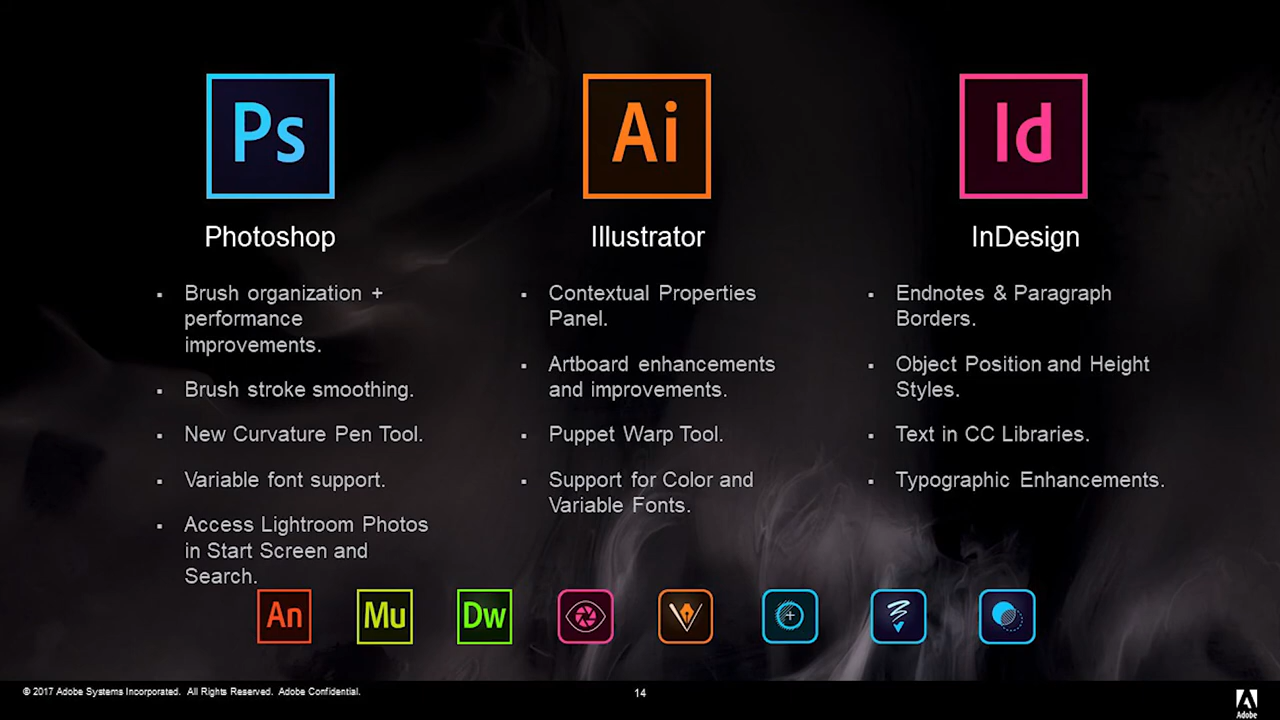 Ps
Ai
Id
Photoshop
Illustrator
InDesign
▪ Brush organization +
performance
improvements.
▪ Brush stroke smoothing.
▪ New Curvature Pen Tool.
▪ Variable font support.
▪ Access Lightroom Photos
in Start Screen and
Search.
▪ Contextual Properties
Panel.
▪ Artboard enhancements
and improvements.
▪ Puppet Warp Tool.
▪ Support for Color and
Variable Fonts.
▪ Endnotes & Paragraph
Borders.
▪ Object Position and Height
Styles.
▪ Text in CC Libraries.
▪ Typographic Enhancements.
An
Mu
Dw
© 2017 Adobe Systems Incorporated. All Rights Reserved. Adobe Confidential.
14
Adobe